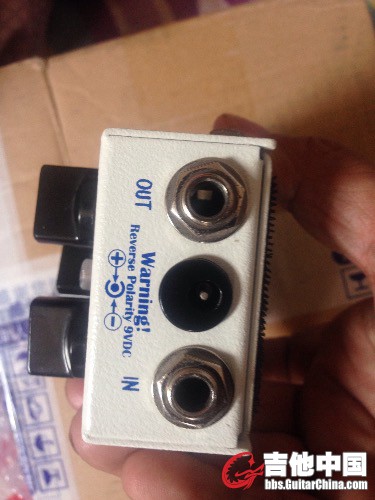 OUT
Warning!
Reverse Polarity 9VDC
IN
吉他中国
bbs.GuitarChina.com